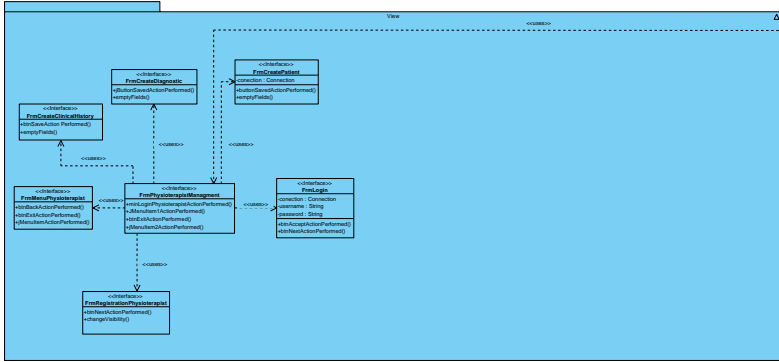 View
<<uses>>
<<Interface>>
FrmCreatePatient
-conection : Connection
+buttonSavedActionPerformed()
+emptyFields()
<<Interface>>
FrmCreateDiagnostic
+jButtonSavedActionPerformed()
+emptyFields()
<<Interface>>
FrmCreateClinicalHistory
+btnSaveAction Performed()
+emptyFields()
<<uses>>
<<uses>>
<<uses>>
<<Interface>>
FrmMenuPhysioterapist
+btnBackActionPerformed()
+btnExitActionPerformed()
+jMenuItemActionPerformed()
<<uses>>
<<Interface>>
FrmPhysioterapistManagment
+minLoginPhysioterapistActionPerformed()
+JMenuItem1ActionPerformed()
+btnExitActionPerformed()
+jMenuItem2ActionPerformed()
<<uses>>
<<Interface>>
FrmLogin
-conection : Connection
-username : String
-password : String
+btnAcceptActionPerformed()
+btnNextActionPerformed()
<<uses>>
<<Interface>>
FrmRegistrationPhysioterapist
+btnNextActionPerformed()
+changeVisibility()